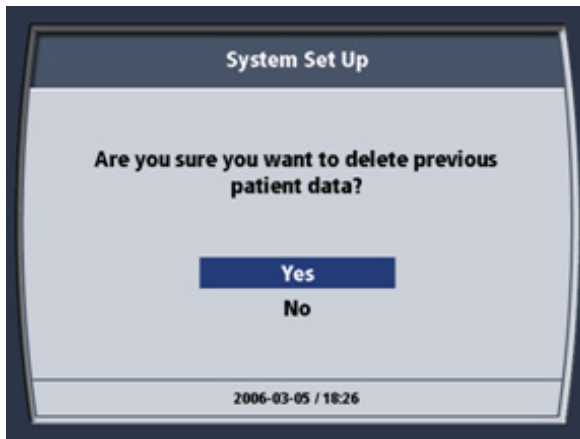 System Set Up
Are you sure you want to delete previous
patient data?
Yes
No
2006-03-05 / 18:26